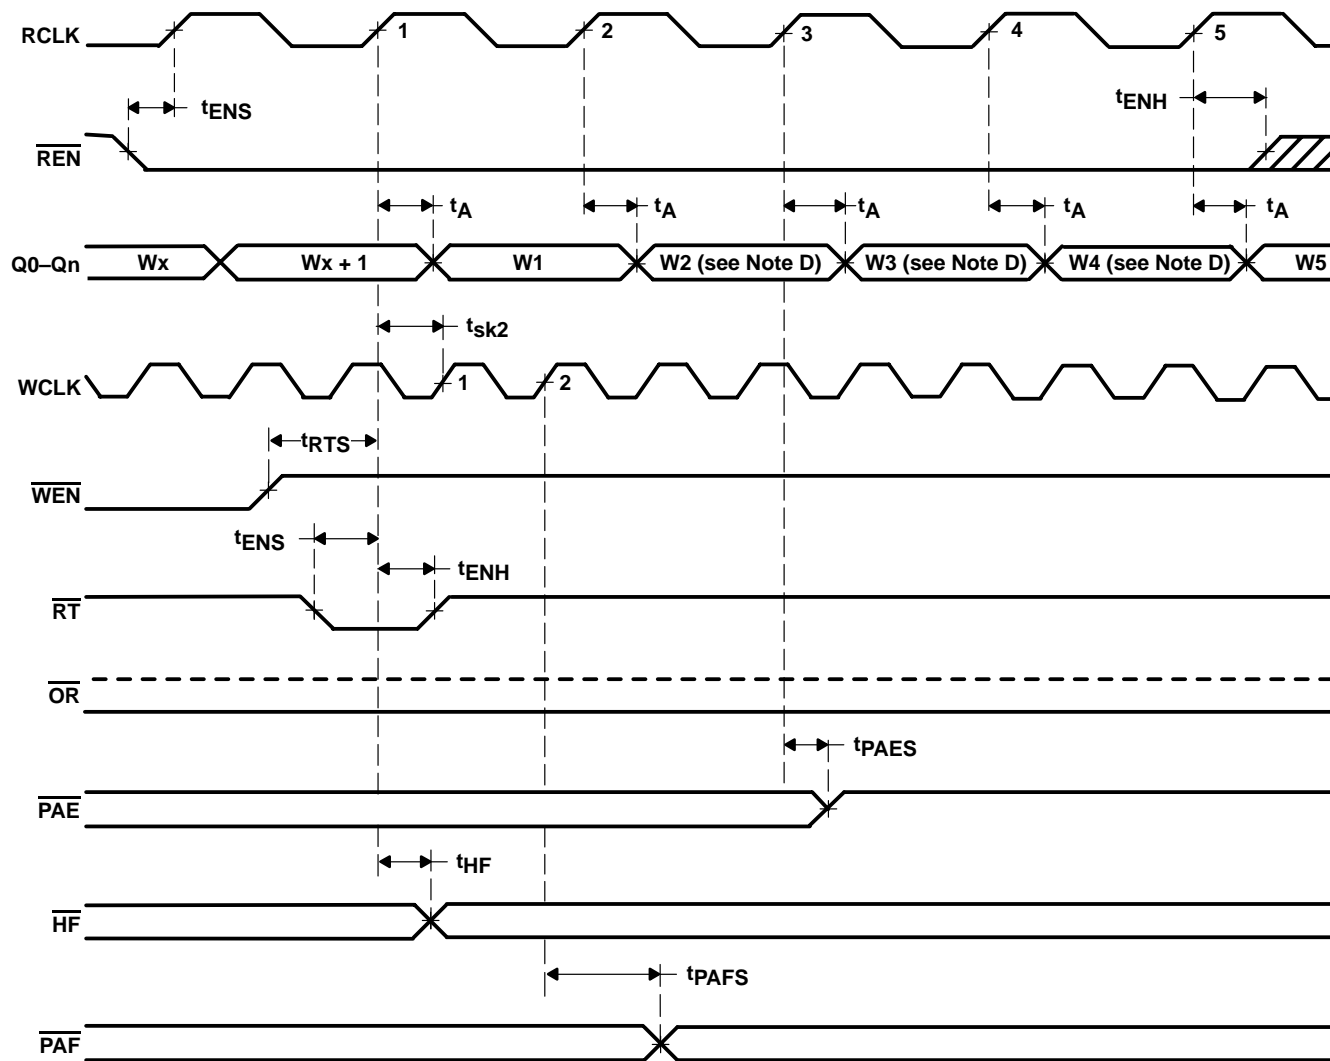 RCLK 1 2 3 4 5
tENS tENH
REN
tA tA tA tA tA
Q0–Qn Wx Wx + 1 W1 W2 (see Note D) W3 (see Note D) W4 (see Note D) W5
tsk2
WCLK 1 2
tRTS
WEN
tENS
tENH
RT
OR
tPAES
PAE
tHF
HF
tPAFS
PAF